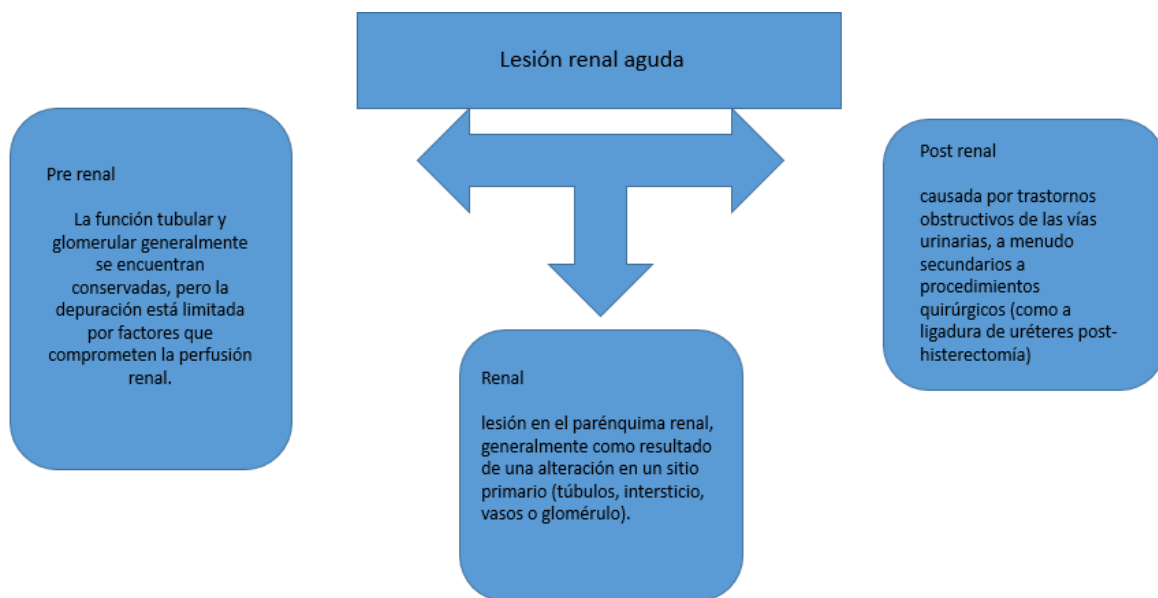 Lesión renal aguda
Pre renal
La función tubular y
glomerular generalmente
se encuentran
conservadas, pero la
depuración está limitada
por factores que
comprometen la perfusión
renal.
Renal
lesión en el parénquima renal,
generalmente como resultado
de una alteración en un sitio
primario (túbulos, intersticio,
vasos o glomérulo).
Post renal
causada por trastornos
obstructivos de las vías
urinarias, a menudo
secundarios a
procedimientos
quirúrgicos (como a
ligadura de uréteres post-
histerectomía)